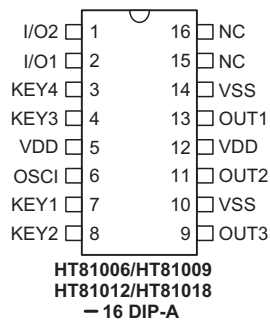 I/O2 1 16 NC
I/O1 2 15 NC
KEY4 3 14 VSS
KEY3 4 13 OUT1
VDD 5 12 VDD
OSCI 6 11 OUT2
KEY1 7 10 VSS
KEY2 8 9 OUT3
HT81006/HT81009
HT81012/HT81018
– 16 DIP-A